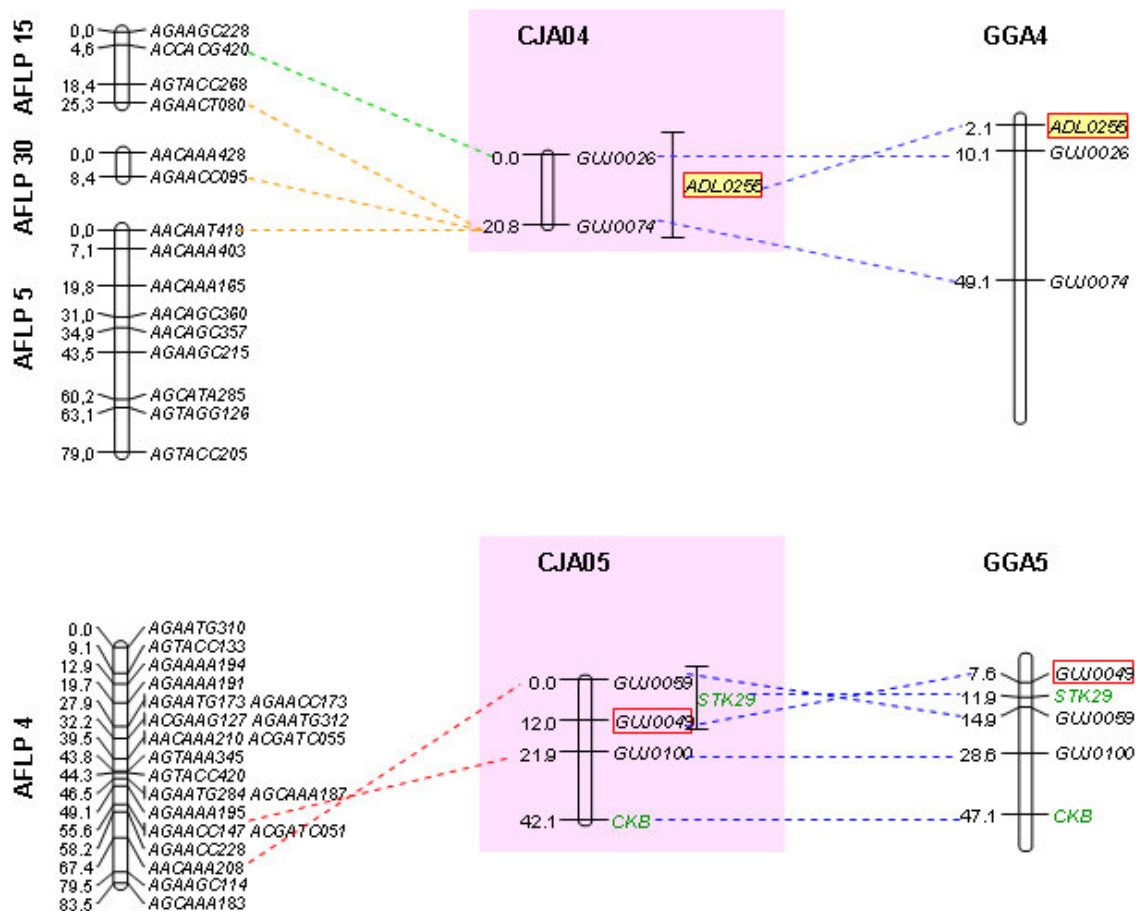 AFLP 15
0,0 AGAAGC228
4,6 ACCACG420
18,4 AGTACC268
25,3 AGAACT080
AFLP 30
0,0 AACAAA428
8,4 AGAACC095
AFLP 5
0,0 AACAAT418
7,1 AACAAA403
19,8 AACAAA165
31,0 AACAGC360
34,9 AACAGC357
43,5 AGAAGC215
60,2 AGCATA285
63,1 AGTAGG126
79,0 AGTACC205
CJA04
0.0 GUJ0026
ADL0255
20.8 GUJ0074
GGA4
2.1 ADL0255
10.1 GUJ0026
49.1 GUJ0074
AFLP 4
0.0 AGAATG310
9.1 AGTACC133
12.9 AGAAAA194
19.7 AGAAAA191
27.9 AGAATG173 AGAACC173
32.2 ACGAAG127 AGAATG312
39.5 AACAAA210 ACGATC055
43.8 AGTAAA345
44.3 AGTACC420
46.5 AGAATG284 AGCAAA187
49.1 AGAAAA195
55.6 AGAACC147 ACGATC051
58.2 AGAACC228
67.4 AACAAA208
79.5 AGAAGC114
83.5 AGCAAA183
CJA05
0.0 GUJ0059
STK29
12.0 GUJ0049
21.9 GUJ0100
42.1 CKB
GGA5
7.6 GUJ0049
11.9 STK29
14.9 GUJ0059
28.6 GUJ0100
47.1 CKB